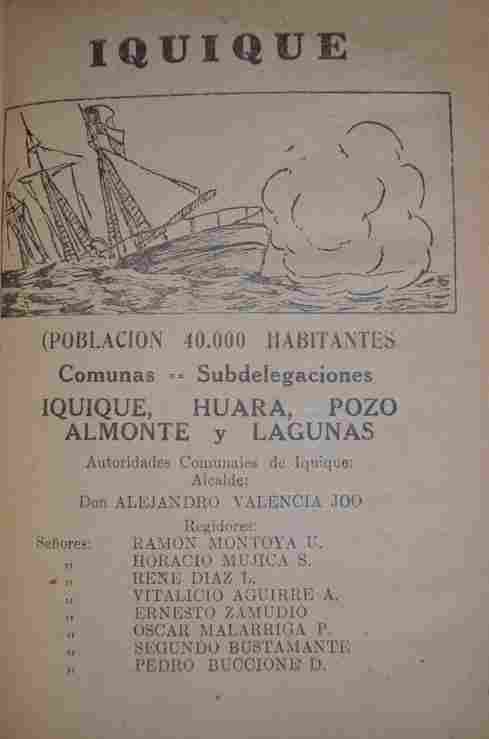 IQUIQUE
(POBLACION 40.000 HABITANTES
Comunas -- Subdelegaciones
IQUIQUE, HUARA, POZO
ALMONTE y LAGUNAS
Autoridades Comunales de Iquique:
Alcalde:
Don ALEJANDRO VALENCIA JOO
Regidores:
Señores: RAMON MONTOYA U.
„ HORACIO MUJICA S.
„ RENE DIAZ L.
„ VITALICIO AGUIRRE A.
„ ERNESTO ZAMUDIO
„ OSCAR MALARRIGA P.
„ SEGUNDO BUSTAMANTE
„ PEDRO BUCCIONE D.